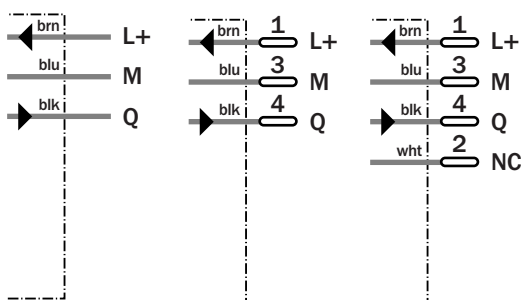 brn L+
blu M
blk Q
brn 1 L+
blu 3 M
blk 4 Q
brn 1 L+
blu 3 M
blk 4 Q
wht 2 NC